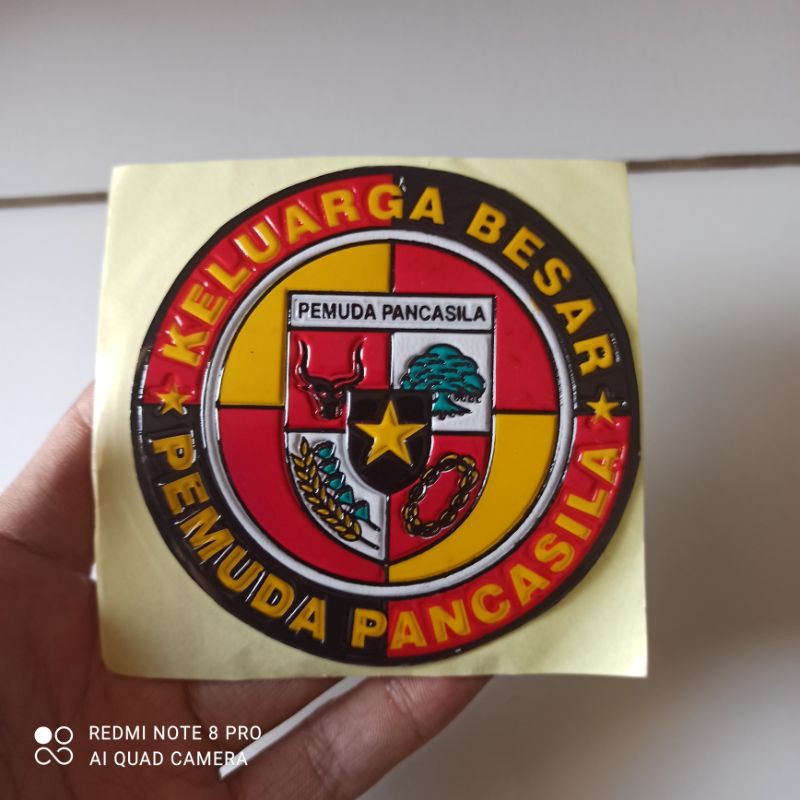 KELUARGA BESAR
PEMUDA PANCASILA
PEMUDA PANCASILA
REDMI NOTE 8 PRO
AI QUAD CAMERA